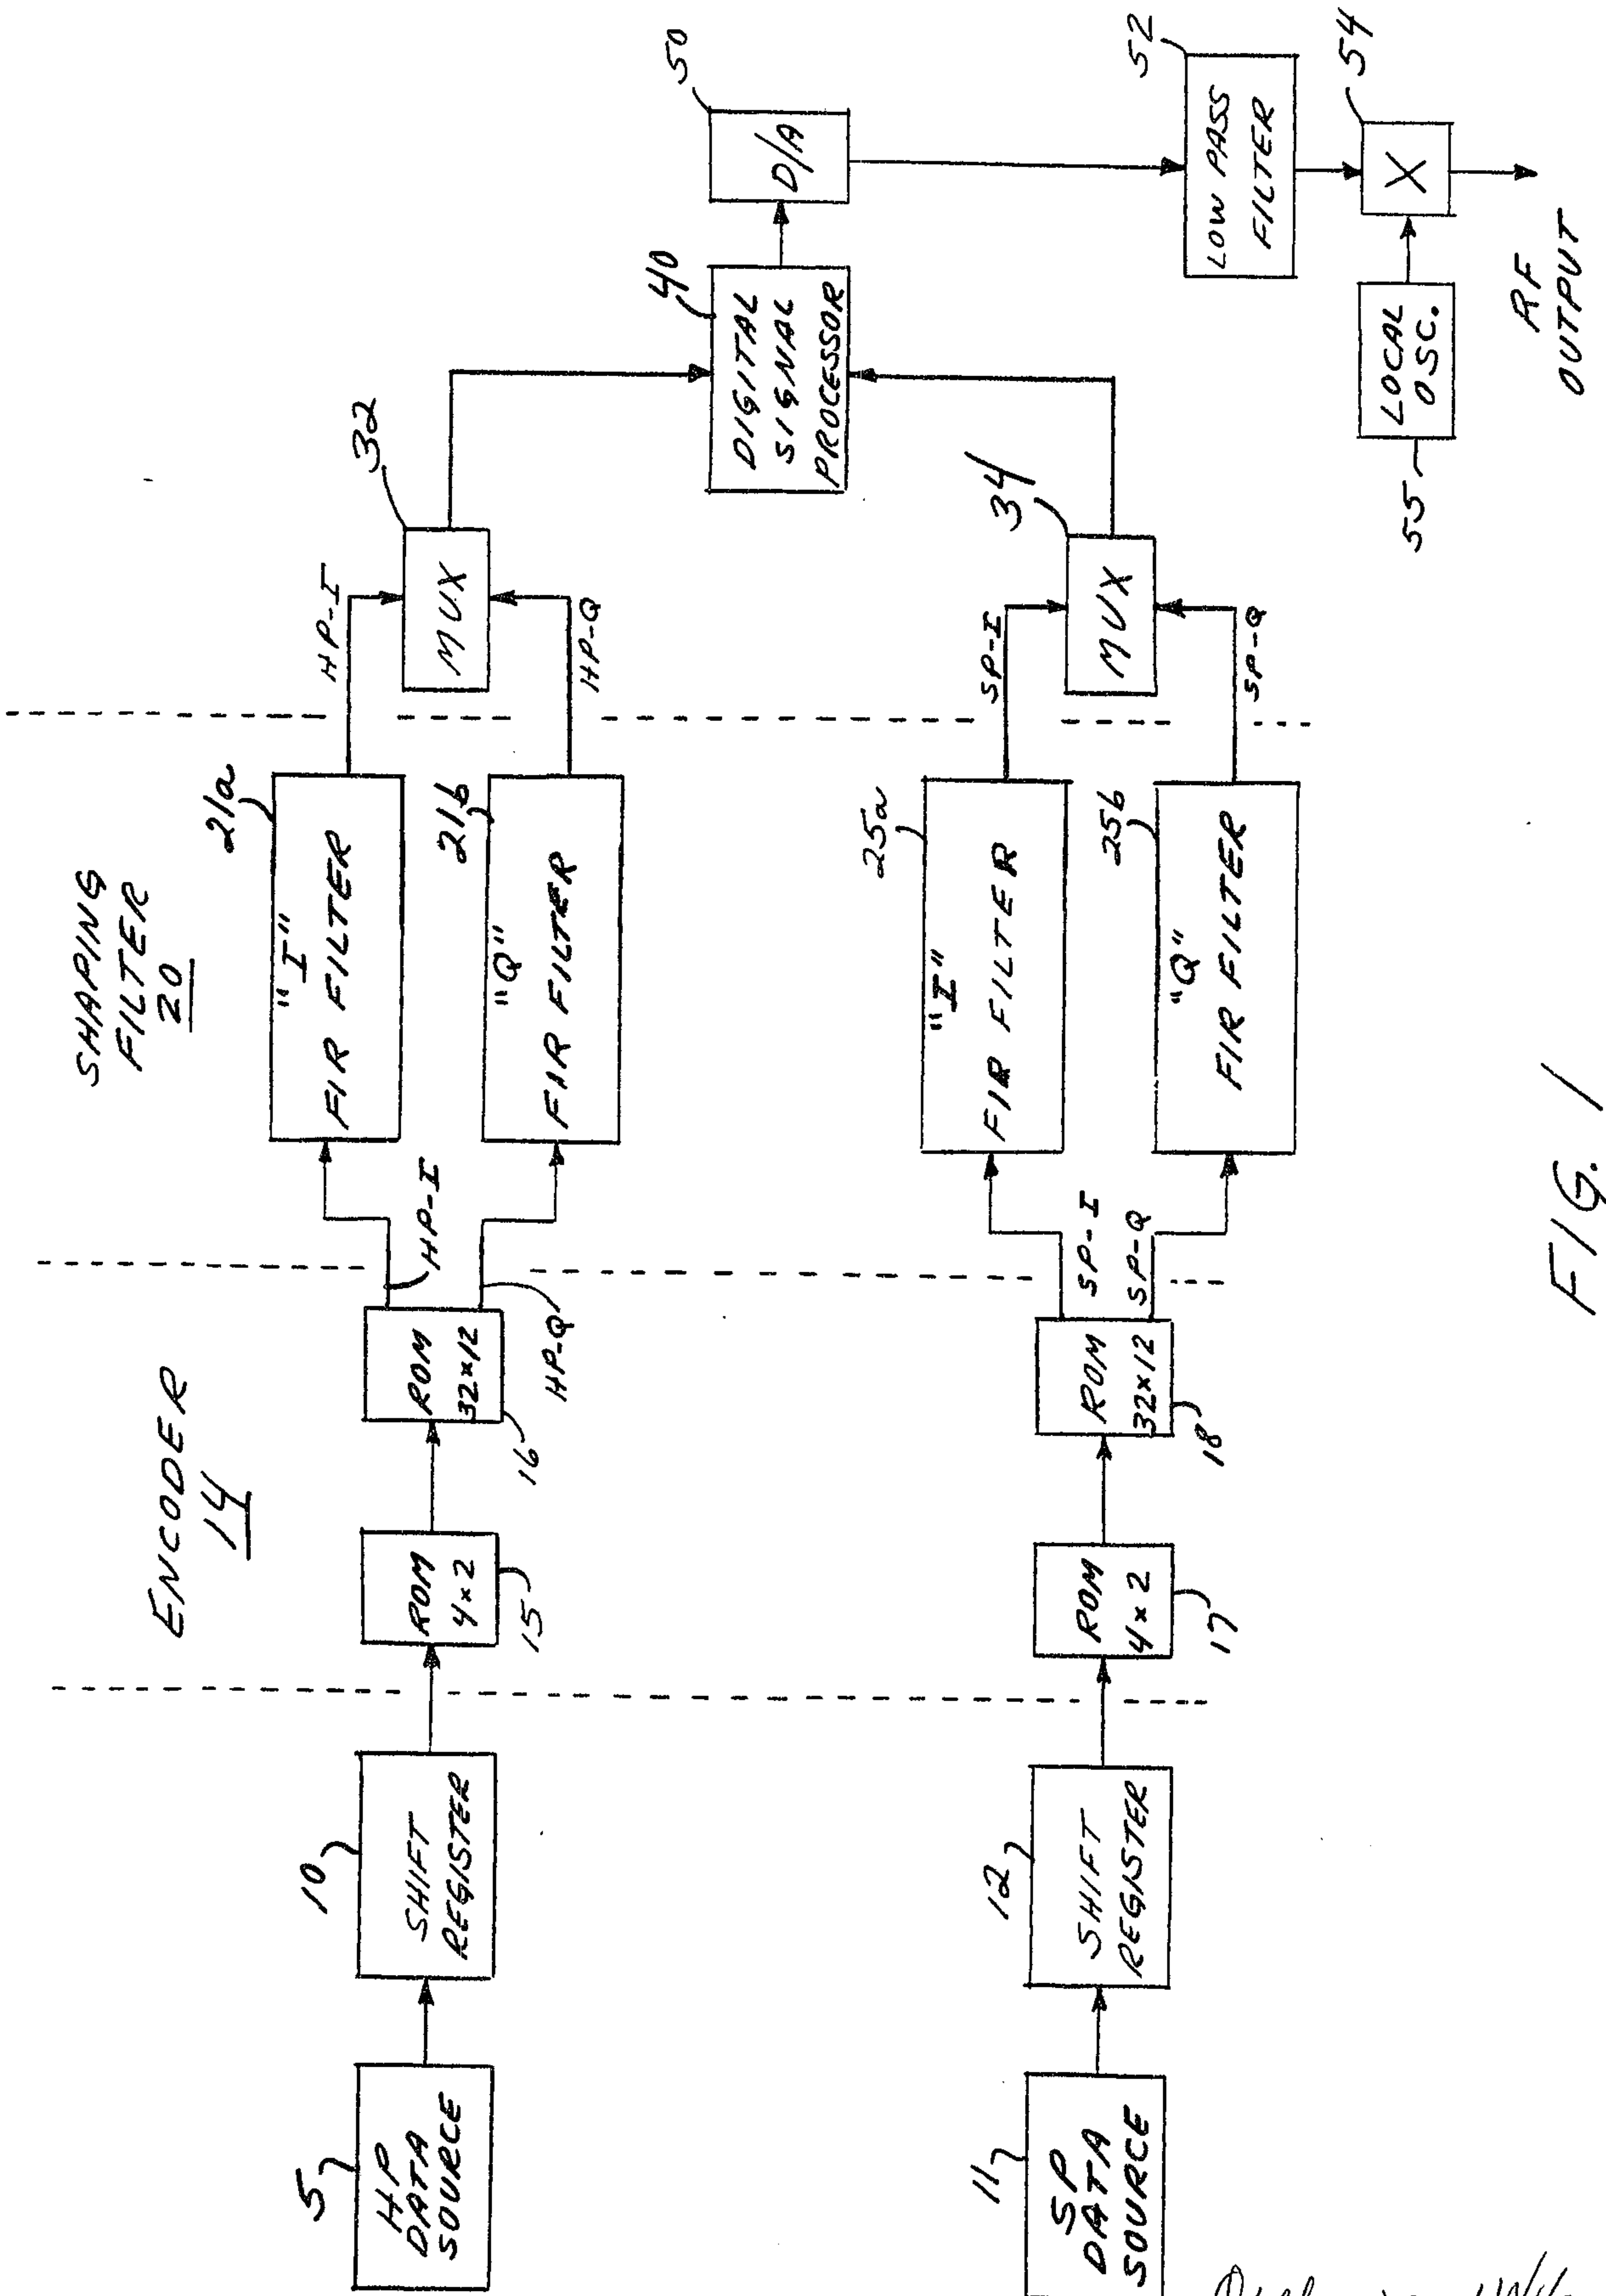 SHAPING
FILTER
20
ENCODER
14
5
HP
DATA
SOURCE
10
SHIFT
REGISTER
ROM
4×2
15
ROM
32×12
16
HP-I
HP-Q
21a
"I"
FIR FILTER
21b
"Q"
FIR FILTER
HP-I
HP-Q
32
MUX
40
DIGITAL
SIGNAL
PROCESSOR
50
D/A
11
SP
DATA
SOURCE
12
SHIFT
REGISTER
ROM
4×2
17
ROM
32×12
18
SP-I
SP-Q
25a
"I"
FIR FILTER
25b
"Q"
FIR FILTER
SP-I
SP-Q
34
MUX
52
LOW PASS
FILTER
54
X
55
LOCAL
OSC.
RF
OUTPUT
FIG. 1